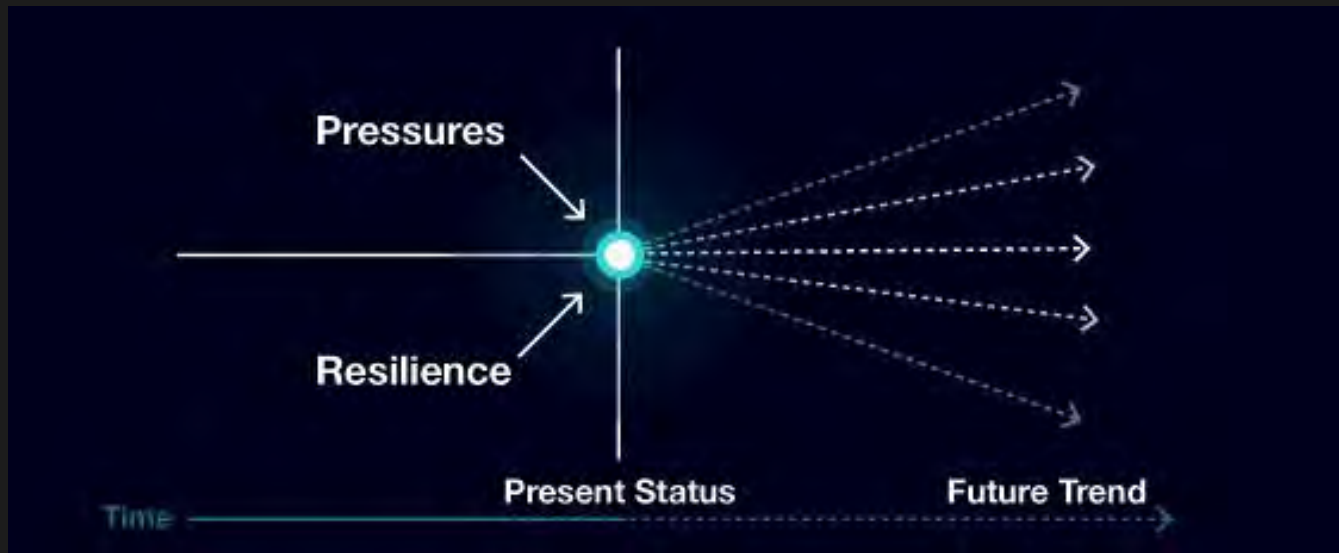 Pressures
Resilience
Present Status
Future Trend
Time